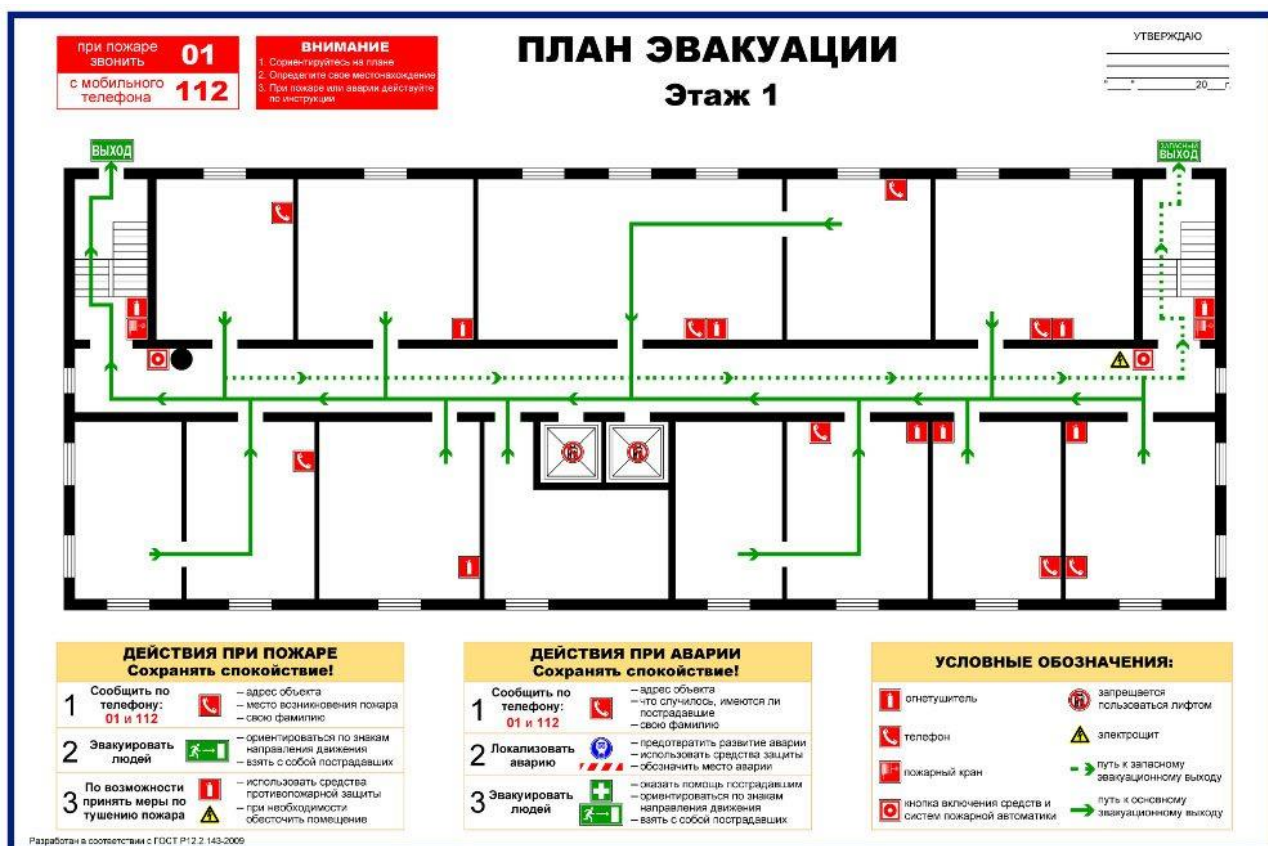 при пожаре
звонить 01
с мобильного
телефона 112
ВНИМАНИЕ
1. Сориентируйтесь на плане
2. Определите свое местонахождение
3. При пожаре или аварии действуйте
по инструкции
ПЛАН ЭВАКУАЦИИ
Этаж 1
УТВЕРЖДАЮ
"___"__________20___г.
ВЫХОД
ЗАПАСНЫЙ
ВЫХОД
ДЕЙСТВИЯ ПРИ ПОЖАРЕ
Сохранять спокойствие!
1 Сообщить по
телефону:
01 и 112
– адрес объекта
– место возникновения пожара
– свою фамилию
2 Эвакуировать
людей
– ориентироваться по знакам
направления движения
– взять с собой пострадавших
3 По возможности
принять меры по
тушению пожара
– использовать средства
противопожарной защиты
– при необходимости
обесточить помещение
ДЕЙСТВИЯ ПРИ АВАРИИ
Сохранять спокойствие!
1 Сообщить по
телефону:
01 и 112
– адрес объекта
– что случилось, имеются ли
пострадавшие
– свою фамилию
2 Локализовать
аварию
– предотвратить развитие аварии
– использовать средства защиты
– обозначить место аварии
3 Эвакуировать
людей
– оказать помощь пострадавшим
– ориентироваться по знакам
направления движения
– взять с собой пострадавших
УСЛОВНЫЕ ОБОЗНАЧЕНИЯ:
огнетушитель
телефон
пожарный кран
кнопка включения средств и
систем пожарной автоматики
запрещается
пользоваться лифтом
электрощит
путь к запасному
эвакуационному выходу
путь к основному
эвакуационному выходу
Разработан в соответствии с ГОСТ Р12.2.143-2009